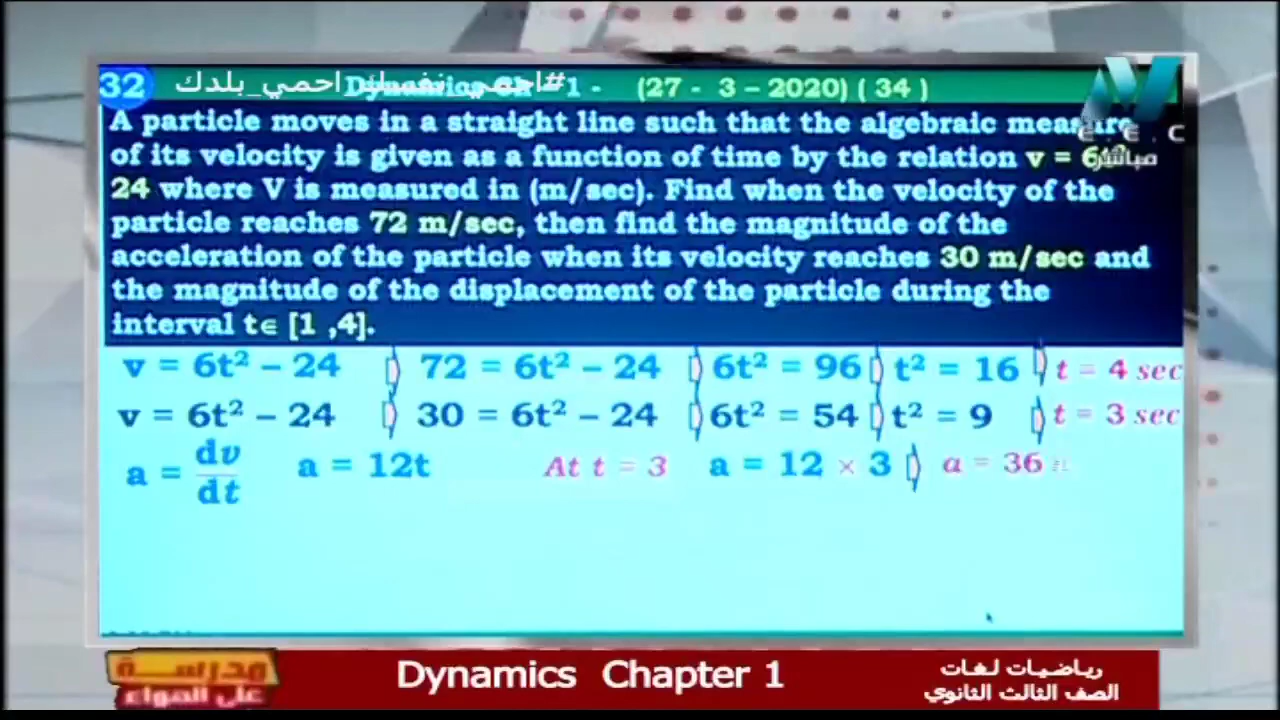 32 Dynamics Ch # 1 - (27 - 3 – 2020) ( 34 )
#احمي_نفسك_احمي_بلدك
A particle moves in a straight line such that the algebraic measure
e . e . c
of its velocity is given as a function of time by the relation v = 6
مباشر
24 where V is measured in (m/sec). Find when the velocity of the
particle reaches 72 m/sec, then find the magnitude of the
acceleration of the particle when its velocity reaches 30 m/sec and
the magnitude of the displacement of the particle during the
interval t∈ [1 ,4].
v = 6t² – 24 72 = 6t² – 24 6t² = 96 t² = 16 t = 4 sec
v = 6t² – 24 30 = 6t² – 24 6t² = 54 t² = 9 t = 3 sec
a = dv/dt a = 12t At t = 3 a = 12 × 3 a = 36
مدرسة
على الهواء
Dynamics Chapter 1
رياضيات لغات
الصف الثالث الثانوي